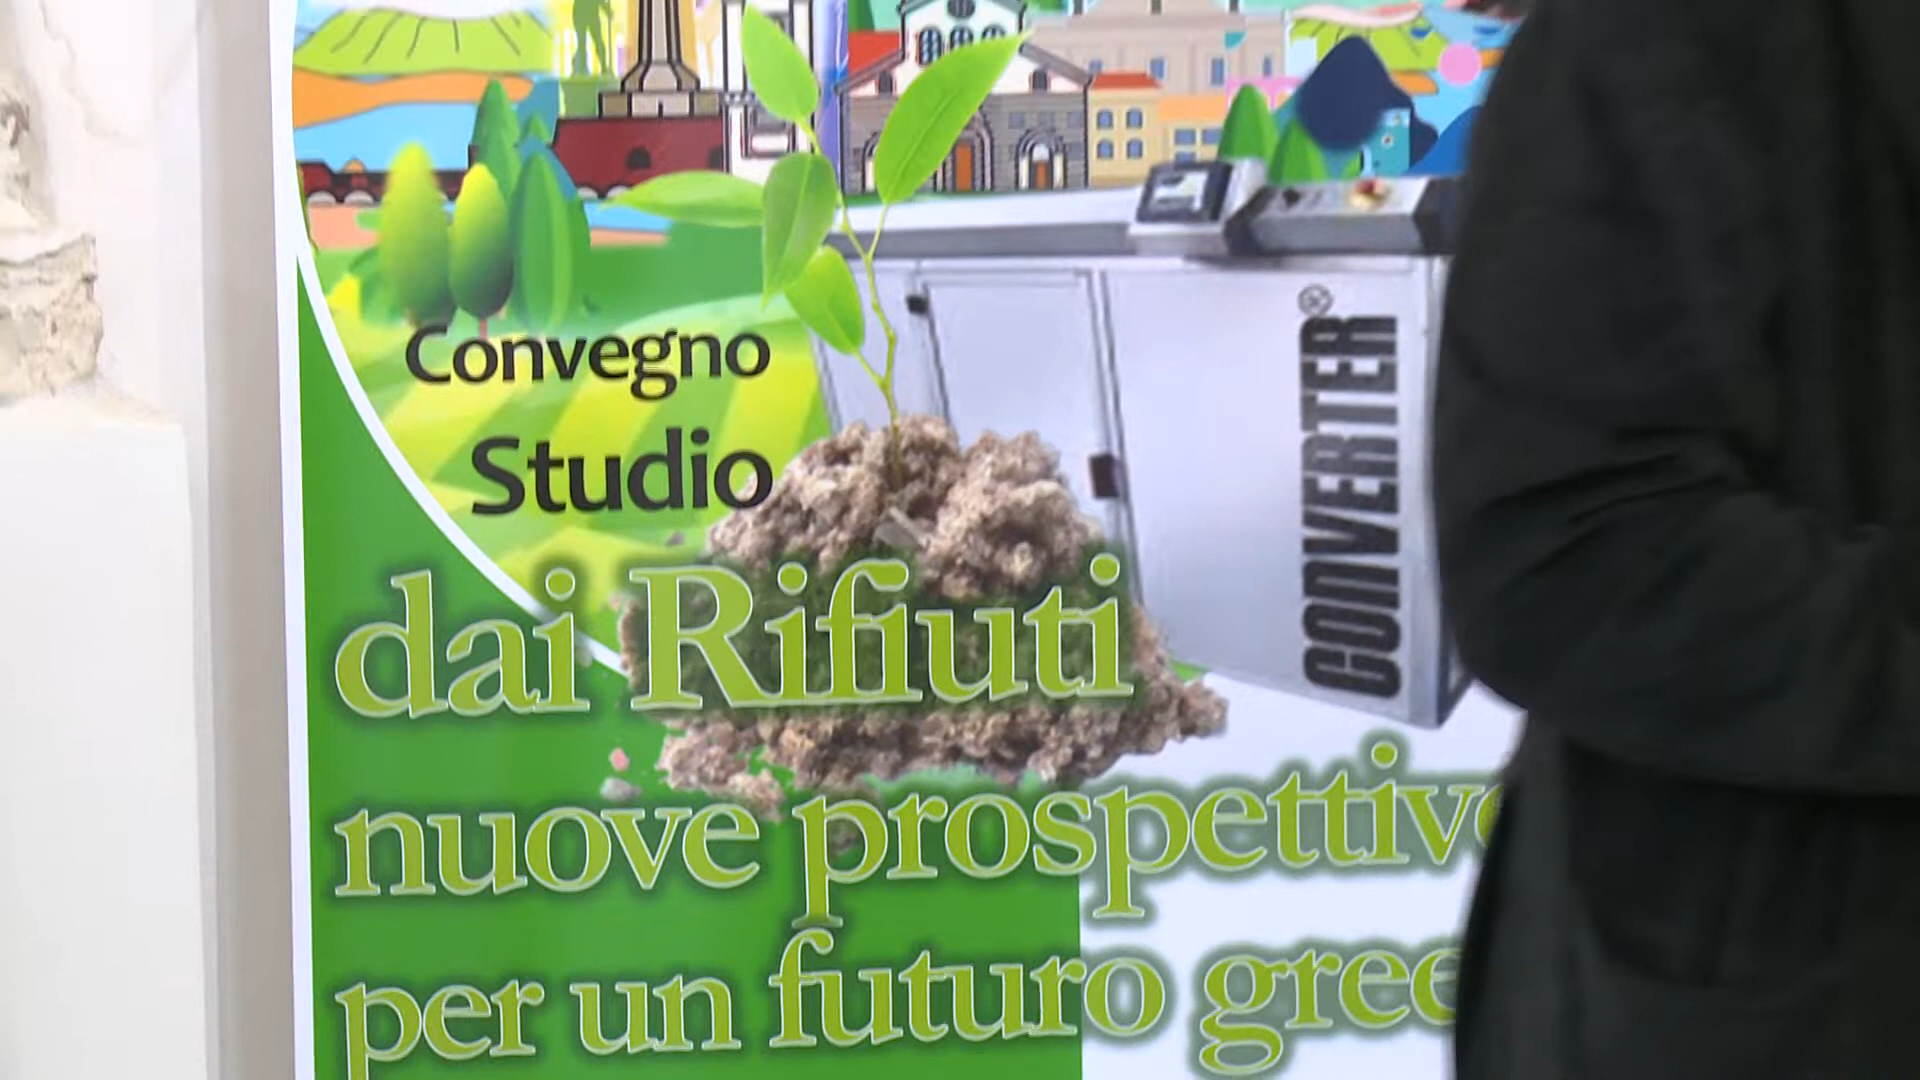 Convegno
Studio
dai Rifiuti
nuove prospettive
per un futuro gree
CONVERTER®